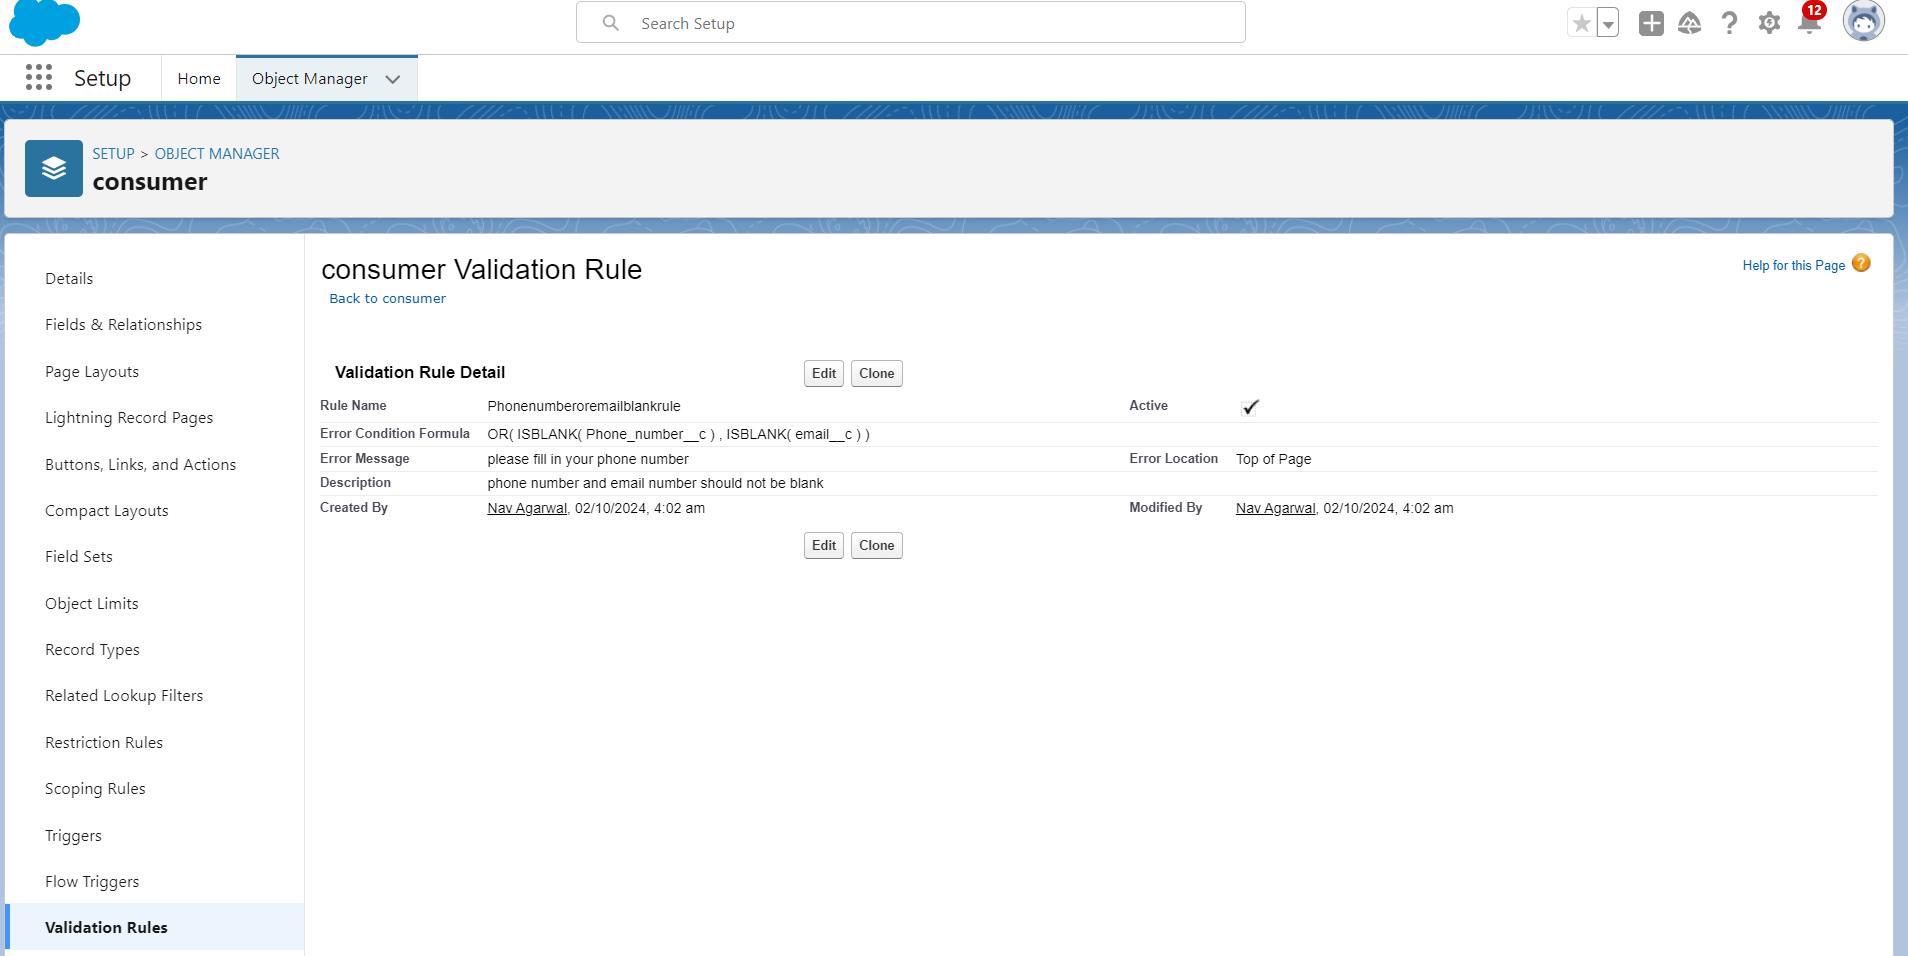 Search Setup
12
Setup
Home
Object Manager
SETUP > OBJECT MANAGER
consumer
Details
Fields & Relationships
Page Layouts
Lightning Record Pages
Buttons, Links, and Actions
Compact Layouts
Field Sets
Object Limits
Record Types
Related Lookup Filters
Restriction Rules
Scoping Rules
Triggers
Flow Triggers
Validation Rules
consumer Validation Rule
Help for this Page
Back to consumer
Validation Rule Detail
Edit Clone
Rule Name Phonenumberoremailblankrule Active
Error Condition Formula OR( ISBLANK( Phone_number__c ) , ISBLANK( email__c ) )
Error Message please fill in your phone number Error Location Top of Page
Description phone number and email number should not be blank
Created By Nav Agarwal, 02/10/2024, 4:02 am Modified By Nav Agarwal, 02/10/2024, 4:02 am
Edit Clone